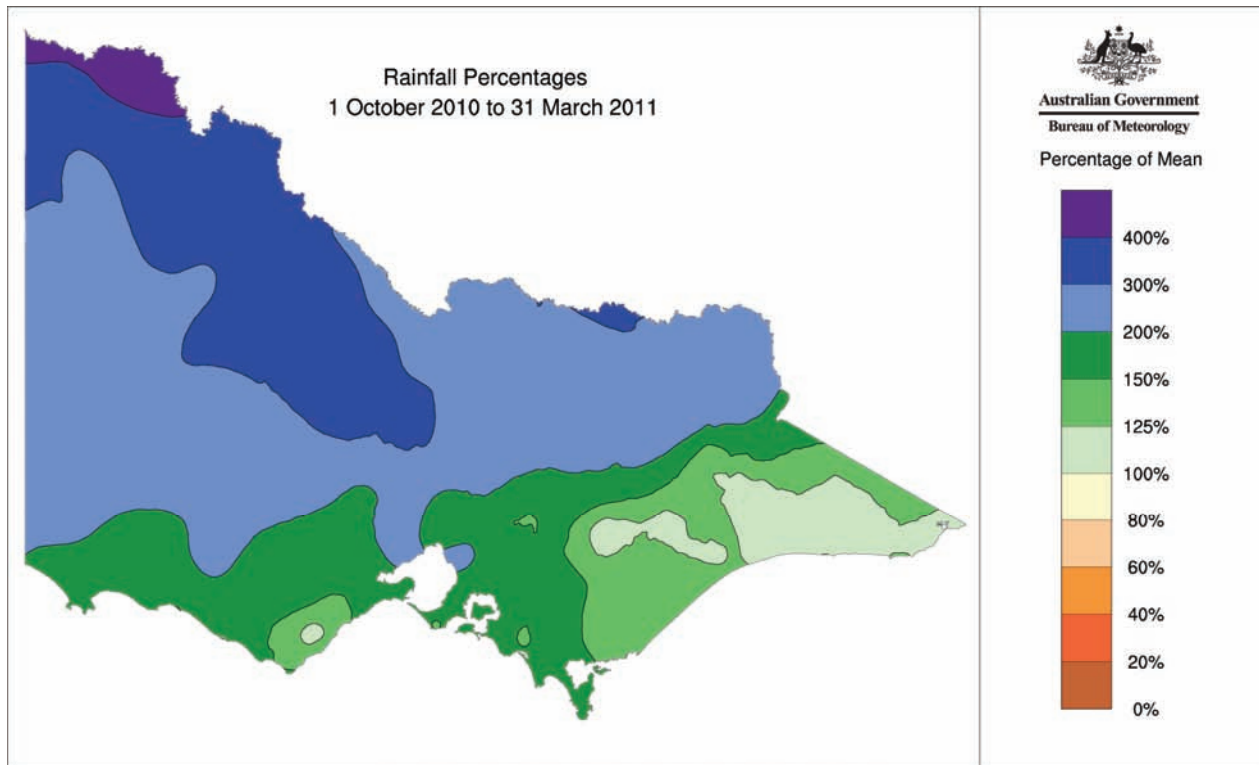 Rainfall Percentages
1 October 2010 to 31 March 2011
Australian Government
Bureau of Meteorology
Percentage of Mean
400%
300%
200%
150%
125%
100%
80%
60%
40%
20%
0%